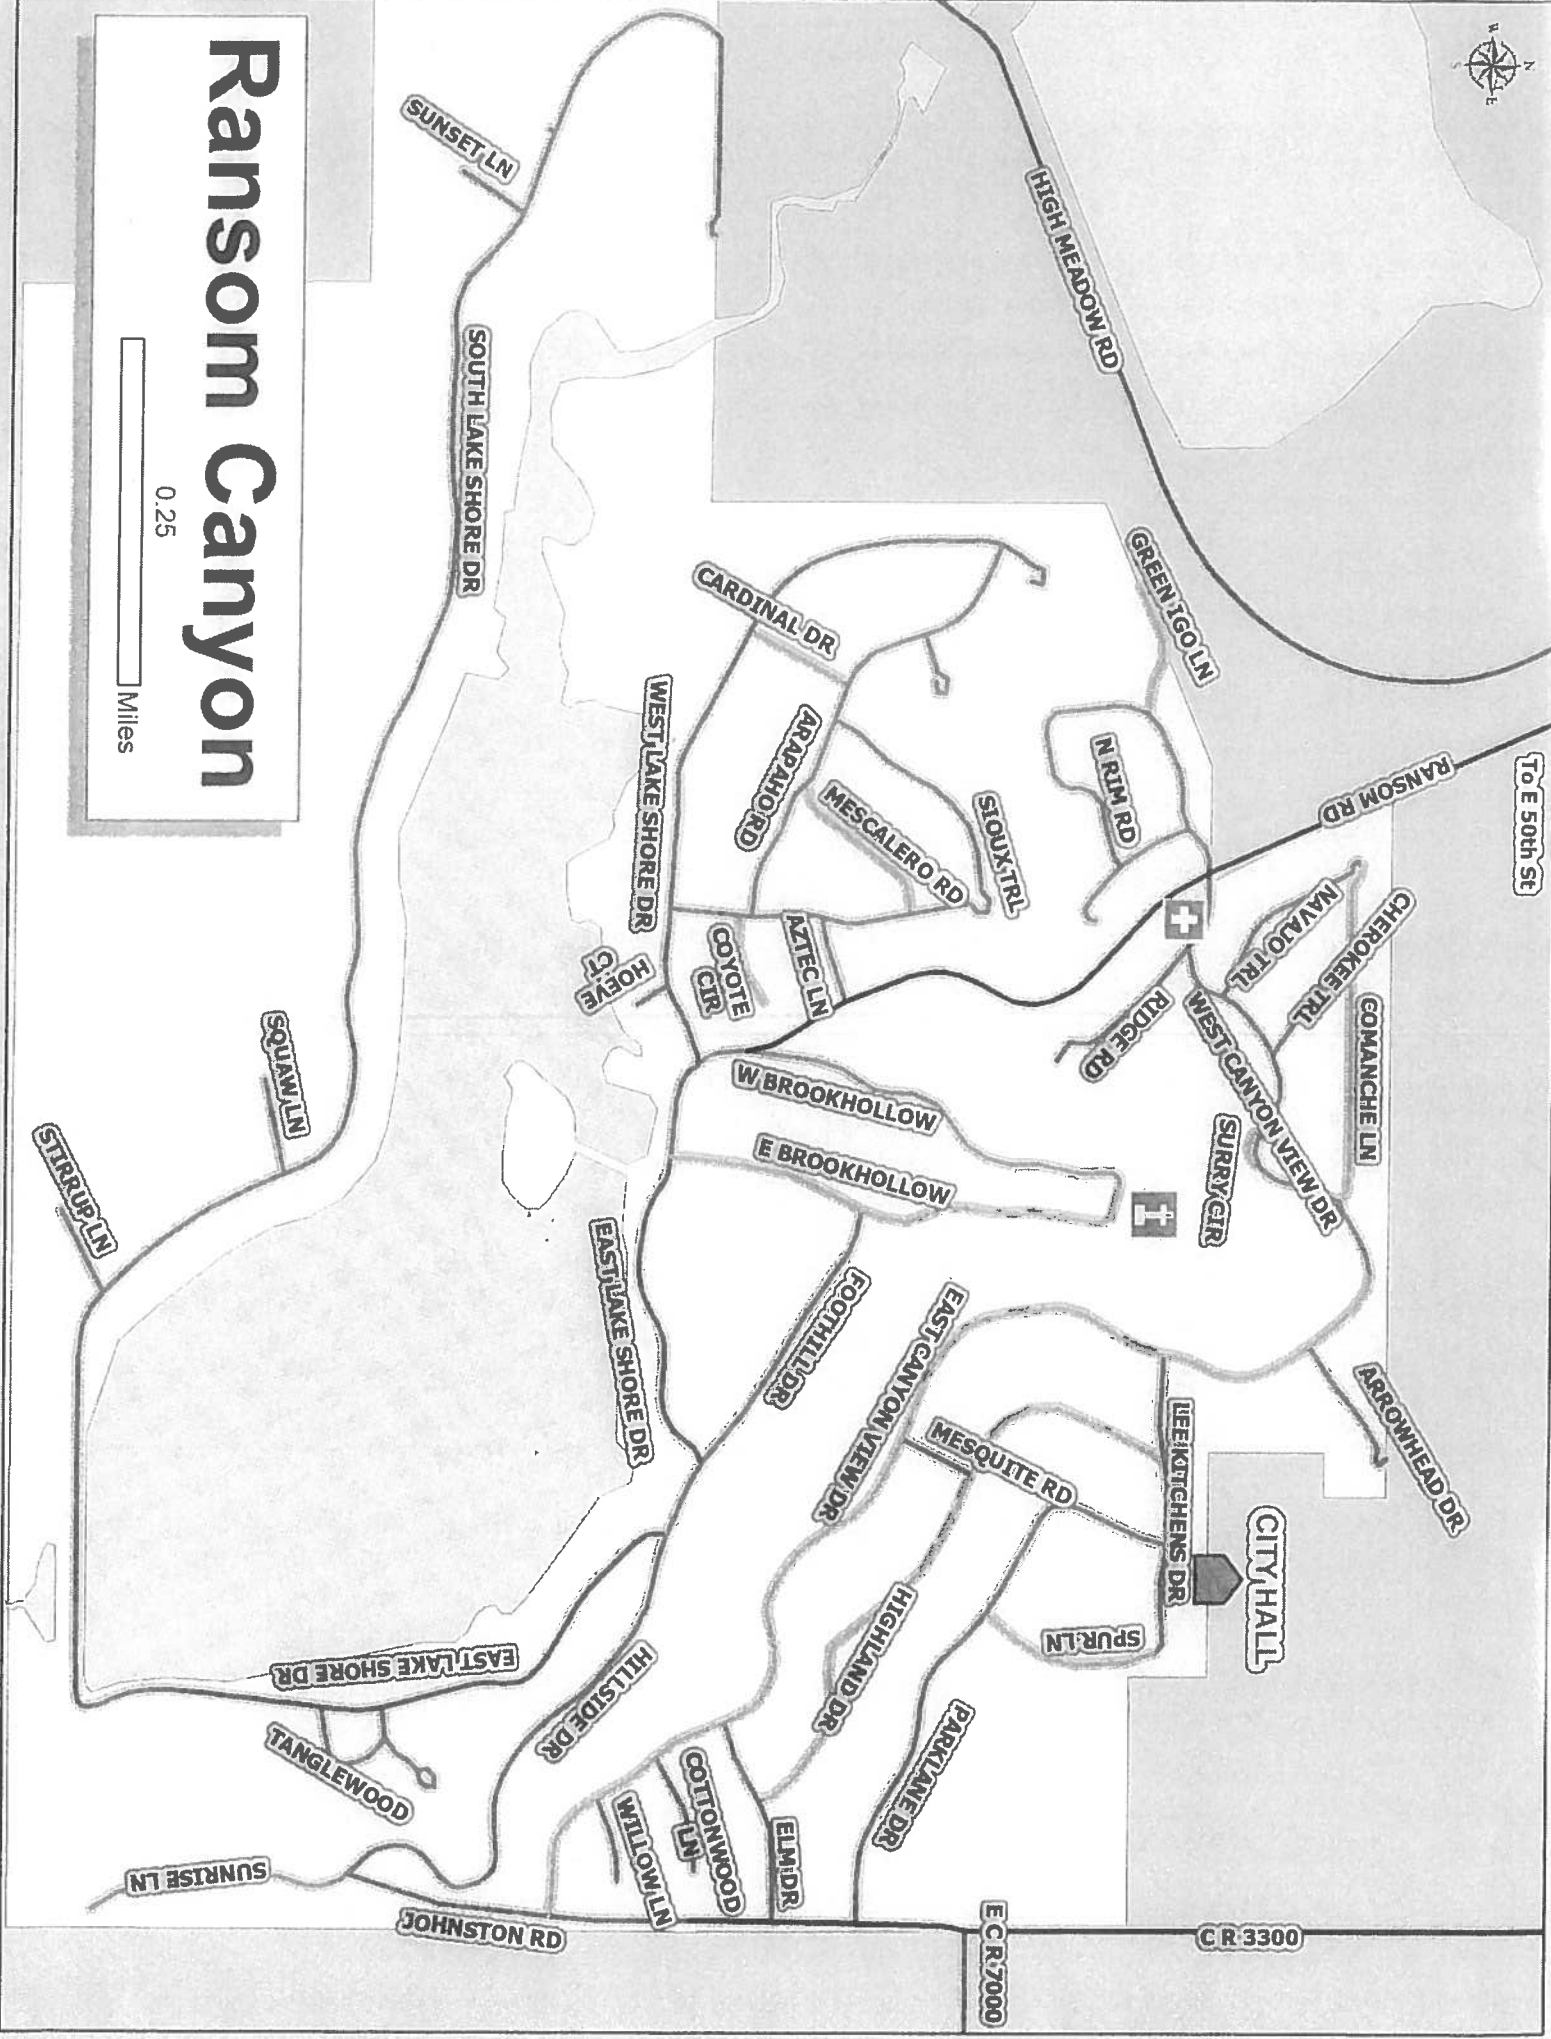 N
W
E
S
To E 50th St
HIGH MEADOW RD
RANSOM RD
GREEN IGO LN
N RIM RD
NAVAJO TRL
CHEROKEE TRL
COMANCHE LN
WEST CANYON VIEW DR
RIDGE RD
SURRY CIR
ARROWHEAD DR
CITY HALL
LEE KITCHENS DR
SPUR LN
MESQUITE RD
PARKLANE DR
HIGHLAND DR
EAST CANYON VIEW DR
FOOTHILL DR
E BROOKHOLLOW
W BROOKHOLLOW
SIOUX TRL
MESCALERO RD
ARAPAHO RD
CARDINAL DR
AZTEC LN
COYOTE
CIR
HOEVE
CT
WEST LAKE SHORE DR
EAST LAKE SHORE DR
HILLSIDE DR
EAST LAKE SHORE DR
TANGLEWOOD
COTTONWOOD
LN
WILLOW LN
ELM DR
C R 3300
E C R 7000
JOHNSTON RD
SUNRISE LN
SUNSET LN
SOUTH LAKE SHORE DR
SQUAW LN
STIRRUP LN
Ransom Canyon
0.25
Miles